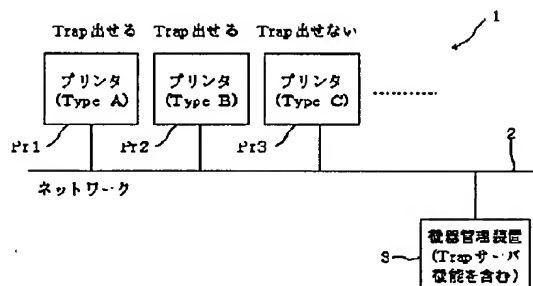 Trap出せる Trap出せる Trap出せない 1
プリンタ プリンタ プリンタ
(Type A) (Type B) (Type C)
Pr1 Pr2 Pr3
2
ネットワーク
機器管理装置
3 (Trapサーバ
機能を含む)